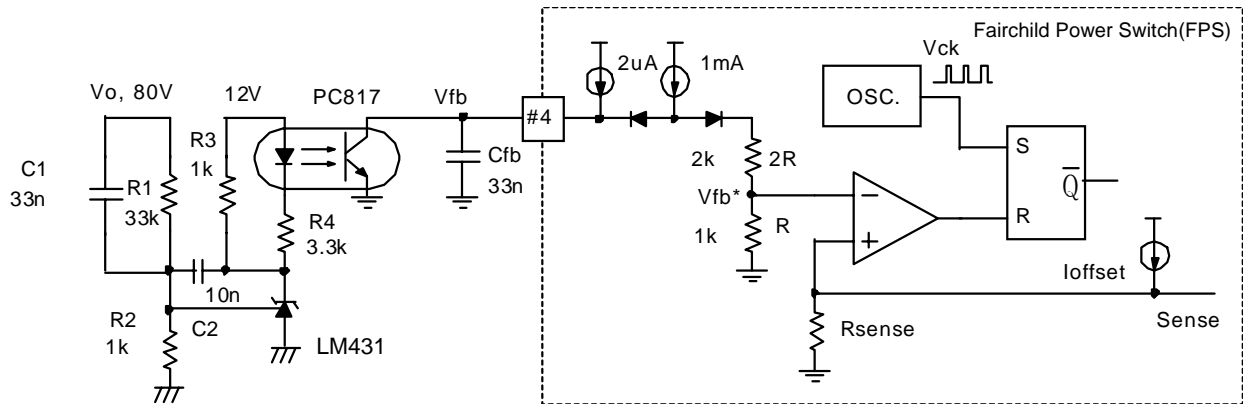 Fairchild Power Switch(FPS)
Vo, 80V
12V
PC817
Vfb
#4
2uA
1mA
Vck
OSC.
C1
33n
R1
33k
R3
1k
R4
3.3k
Cfb
33n
2k
2R
Vfb*
1k
R
S
R
Q
10n
C2
R2
1k
LM431
Rsense
Ioffset
Sense